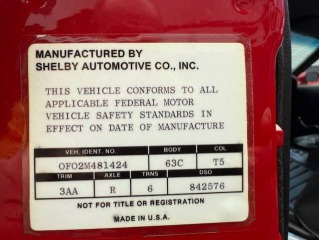 MANUFACTURED BY
SHELBY AUTOMOTIVE CO., INC.
THIS VEHICLE CONFORMS TO ALL
APPLICABLE FEDERAL MOTOR
VEHICLE SAFETY STANDARDS IN
EFFECT ON DATE OF MANUFACTURE
VEH. IDENT. NO. BODY COL
OFO2M481424 63C T5
TRIM AXLE TRNS DSO
3AA R 6 842576
NOT FOR TITLE OR REGISTRATION
MADE IN U.S.A.